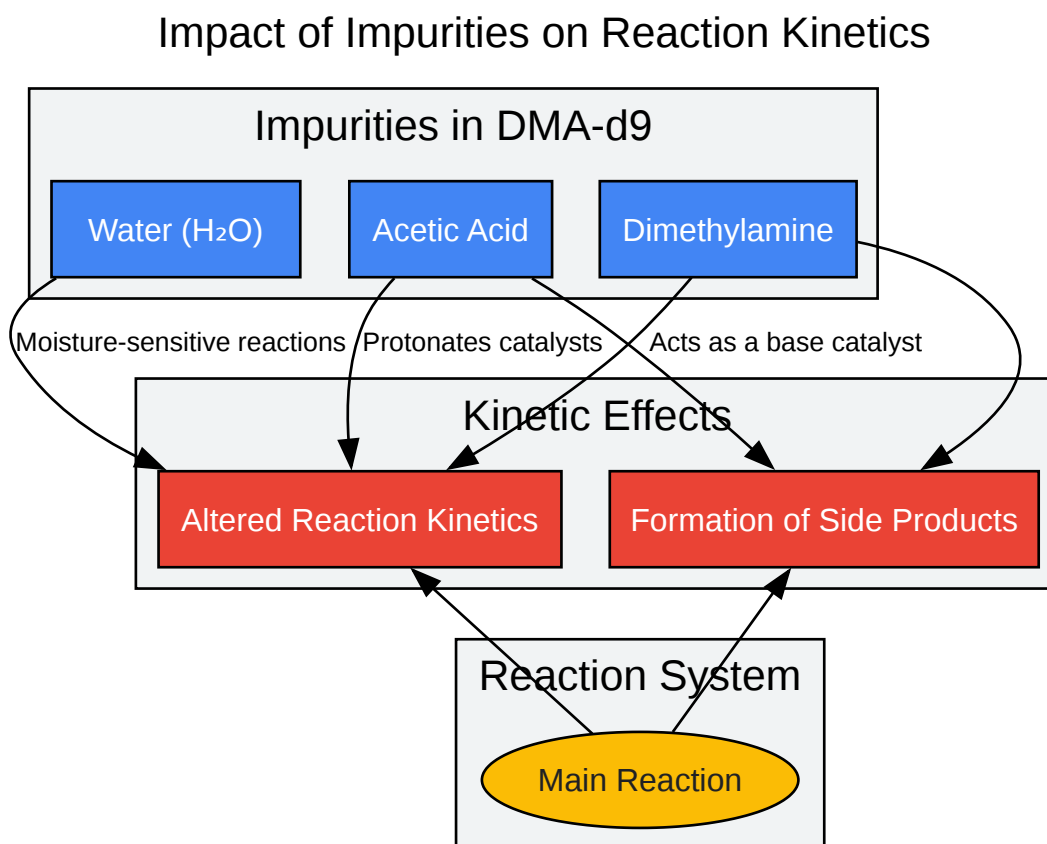 Impact of Impurities on Reaction Kinetics
Impurities in DMA-d9
Water (H₂O)
Acetic Acid
Dimethylamine
Moisture-sensitive reactions
Protonates catalysts
Acts as a base catalyst
Kinetic Effects
Altered Reaction Kinetics
Formation of Side Products
Reaction System
Main Reaction